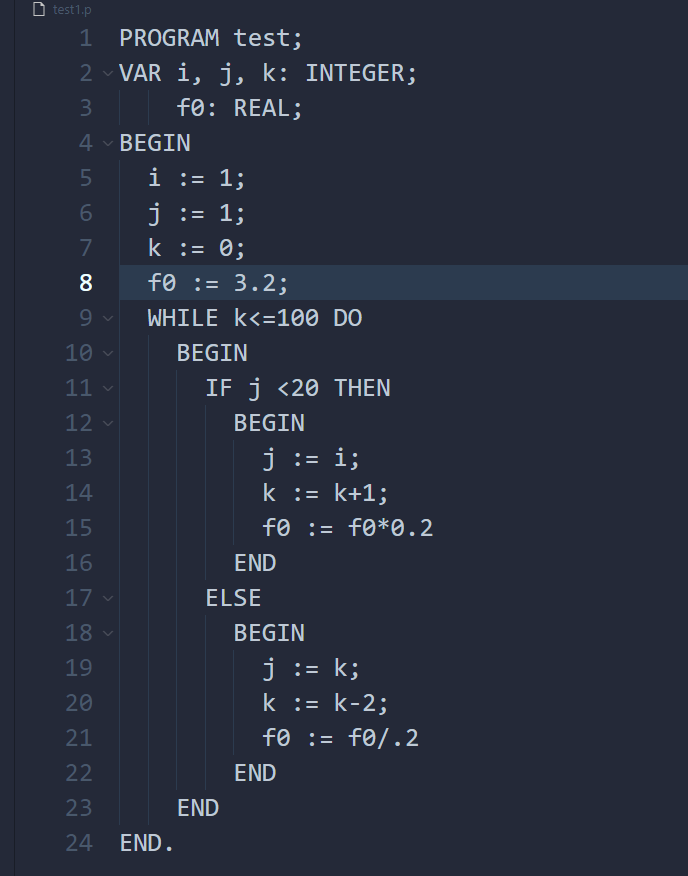 test1.p
1 PROGRAM test;
2 VAR i, j, k: INTEGER;
3     f0: REAL;
4 BEGIN
5   i := 1;
6   j := 1;
7   k := 0;
8   f0 := 3.2;
9   WHILE k<=100 DO
10     BEGIN
11       IF j <20 THEN
12         BEGIN
13           j := i;
14           k := k+1;
15           f0 := f0*0.2
16         END
17       ELSE
18         BEGIN
19           j := k;
20           k := k-2;
21           f0 := f0/.2
22         END
23     END
24 END.